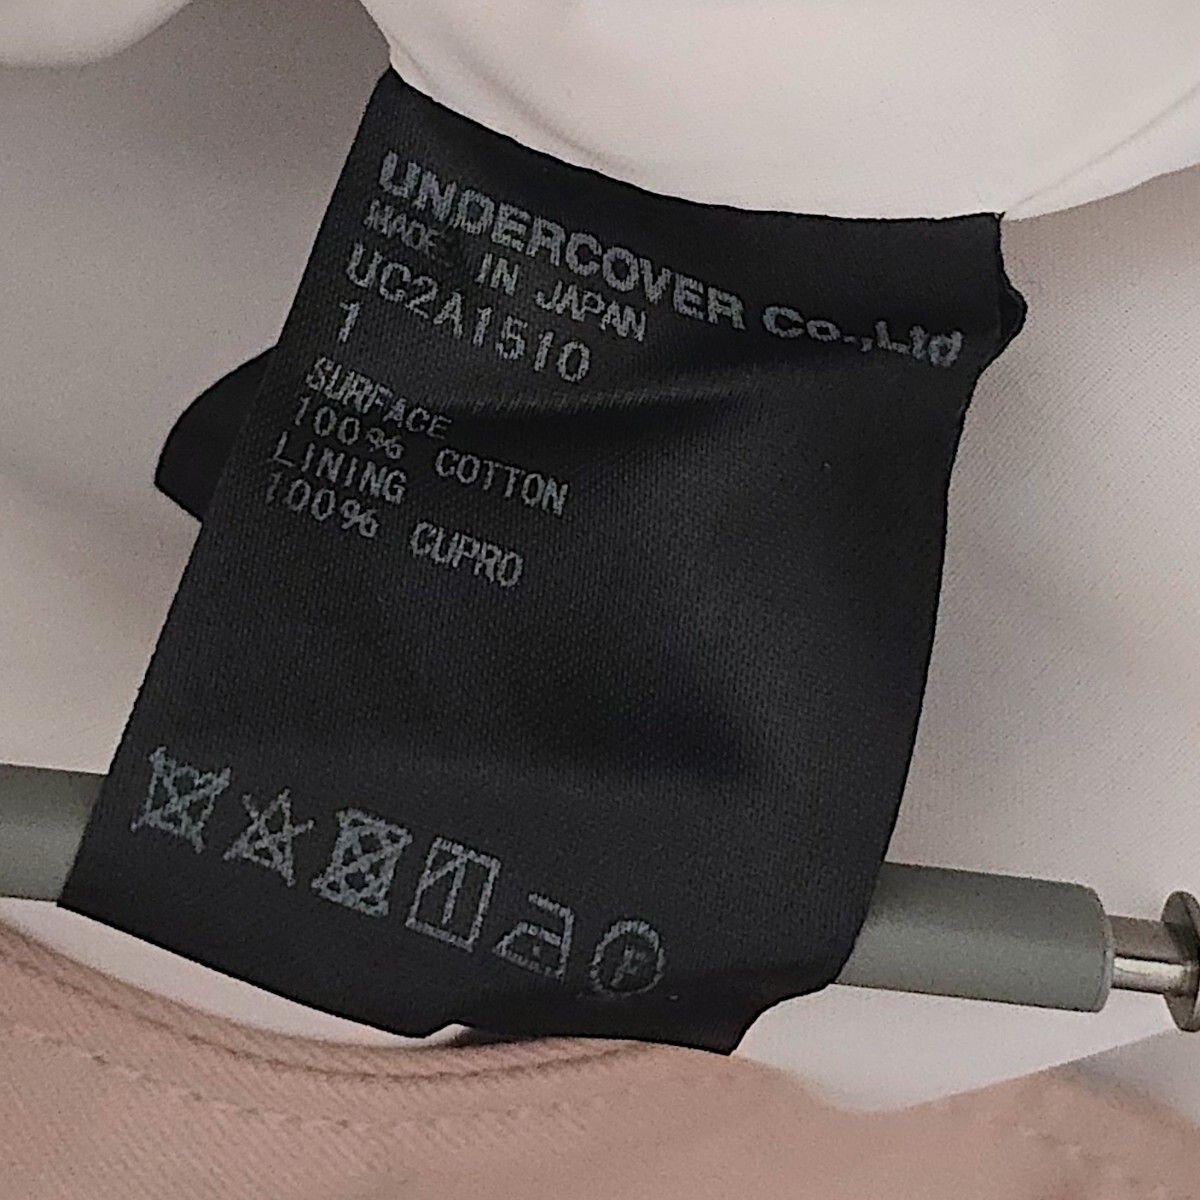 UNDERCOVER Co.,Ltd
MADE IN JAPAN
UC2A1510
1
SURFACE
100% COTTON
LINING
100% CUPRO
P